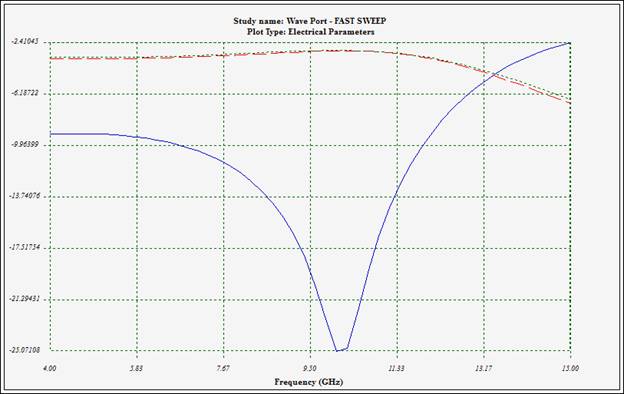 Study name: Wave Port - FAST SWEEP
Plot Type: Electrical Parameters
-2.41045
-6.18722
-9.96399
-13.74076
-17.51754
-21.29431
-25.07108
4.00 5.83 7.67 9.50 11.33 13.17 15.00
Frequency (GHz)